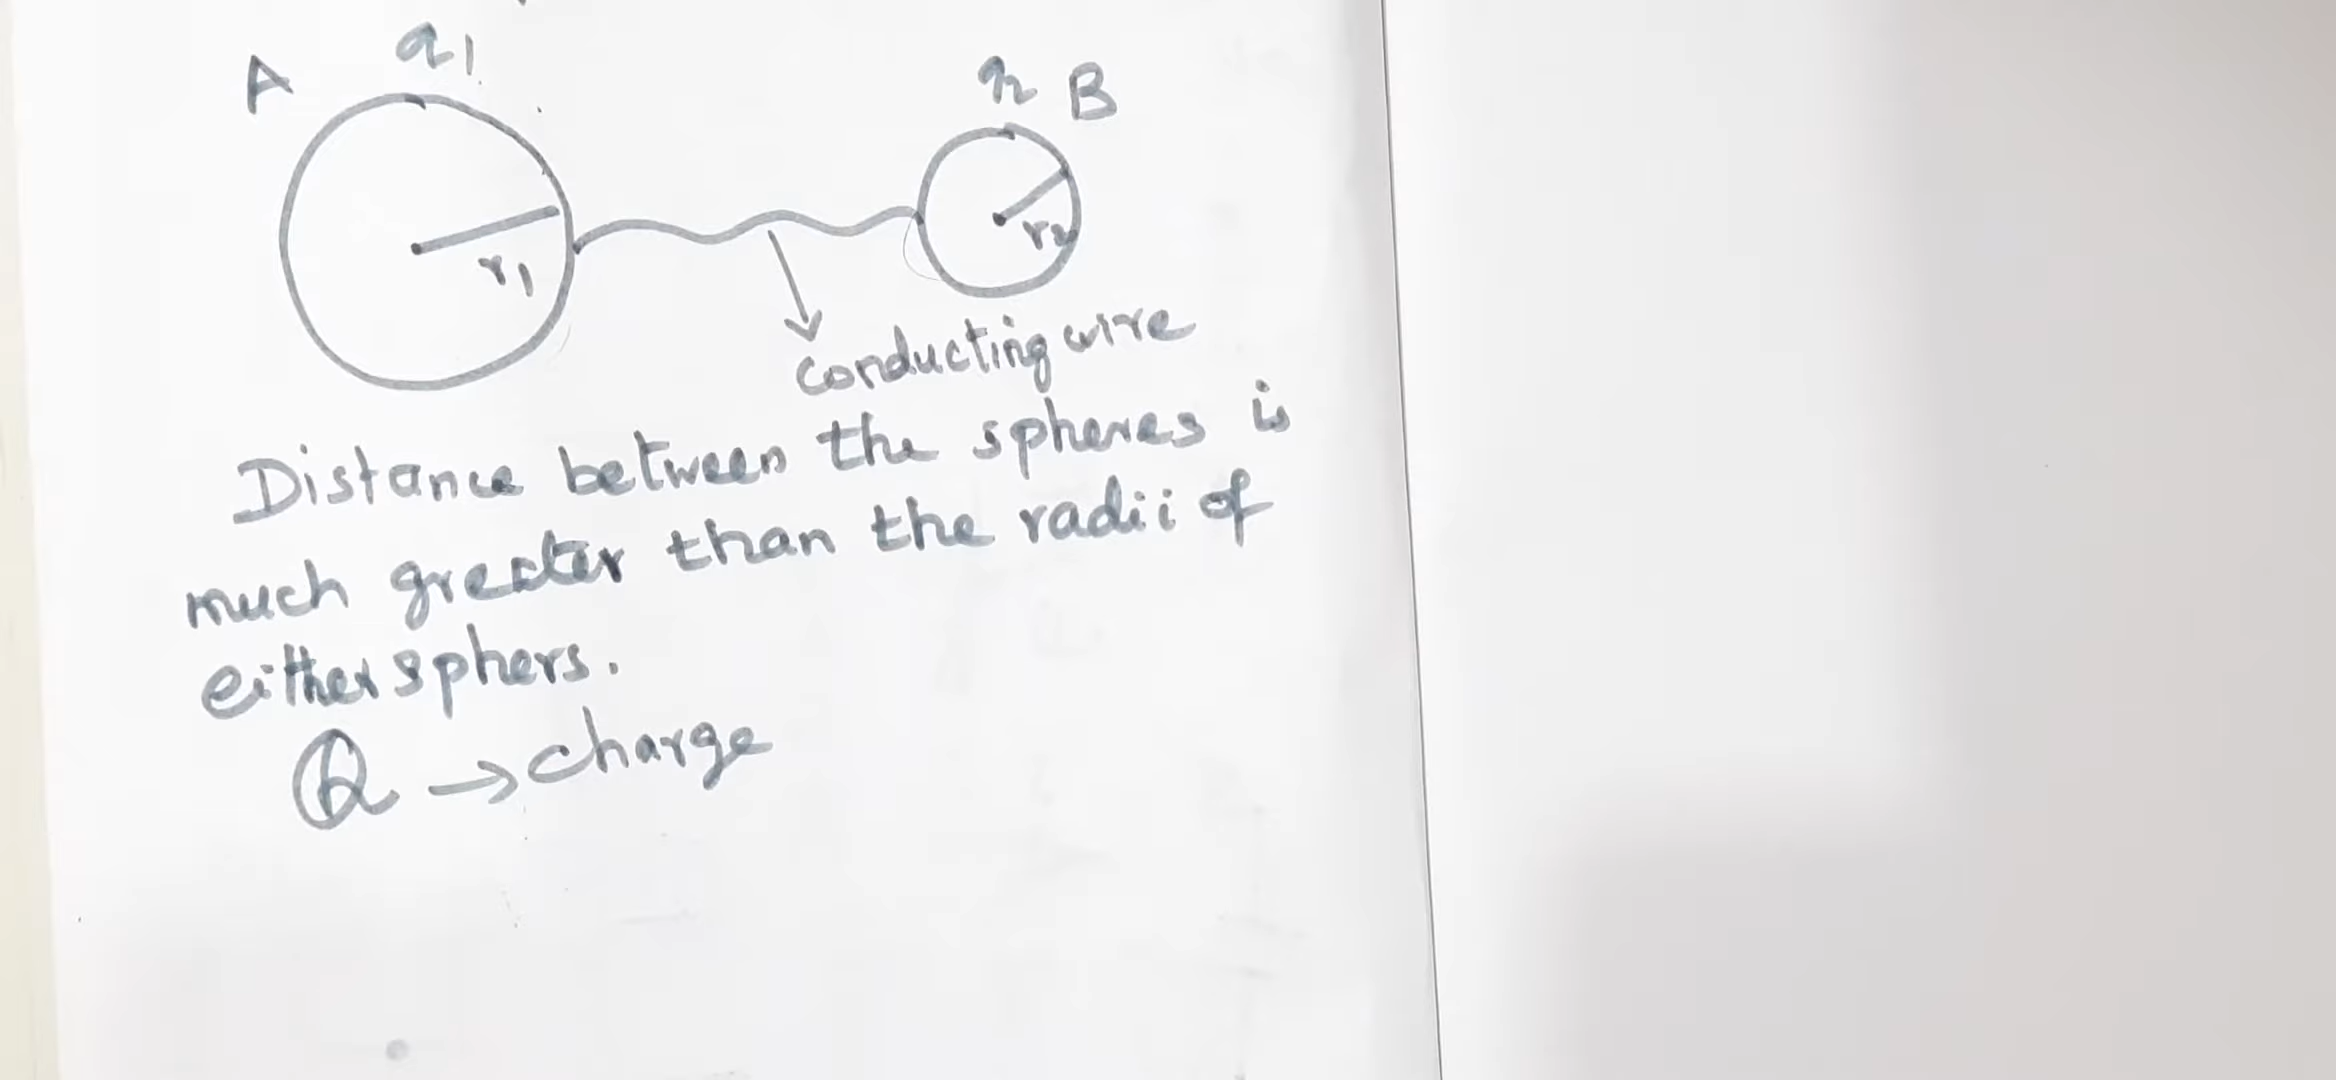 A
q1
B
r1
r2
Conducting wire
Distance between the spheres is
much greater than the radii of
either sphers.
Q → charge